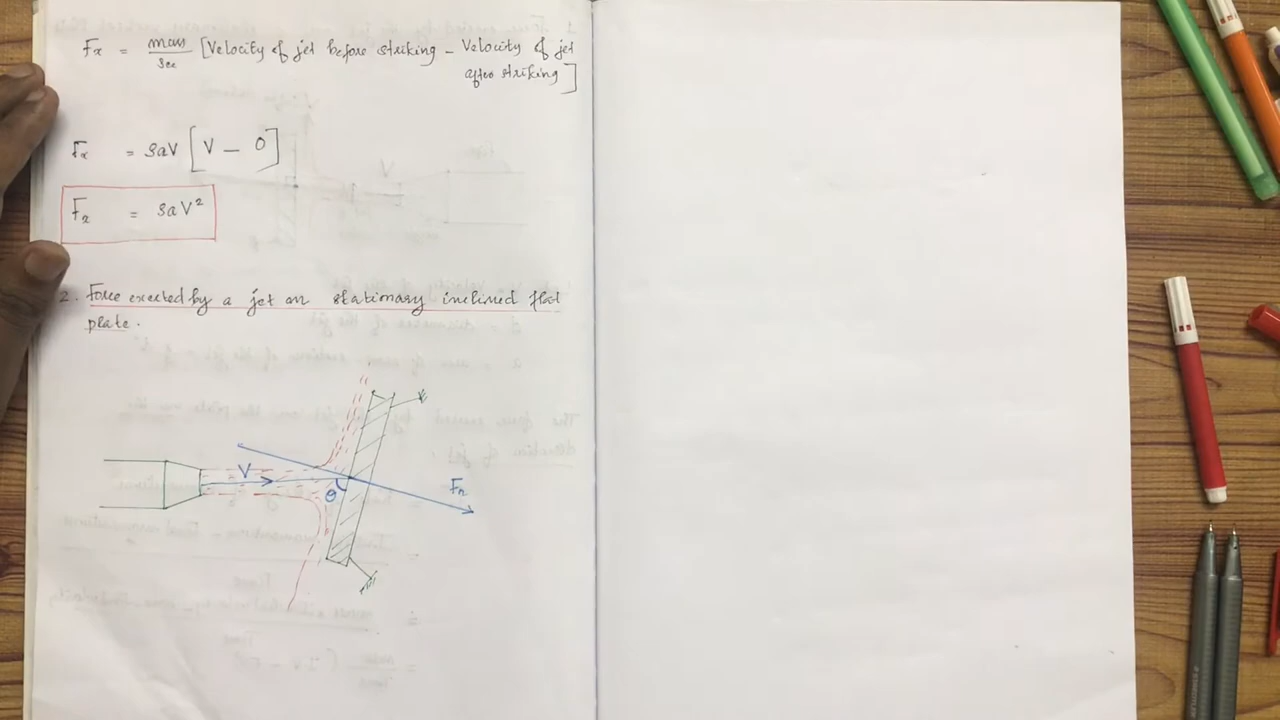 Fx = mass/sec [Velocity of jet before striking - Velocity of jet
after striking]
Fx = ρaV [V - 0]
Fx = ρaV²
2. Force exerted by a jet on stationary inclined flat
plate.
V
θ
Fn